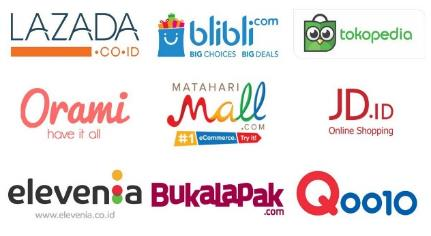 LAZADA
.CO.ID
blibli.com
BIG CHOICES BIG DEALS
tokopedia
Orami
have it all
MATAHARI
Mall
.COM
#1 eCommerce. Try it!
JD.ID
Online Shopping
elevenia
www.elevenia.co.id
BUKALAPAK
.com
Qoo10